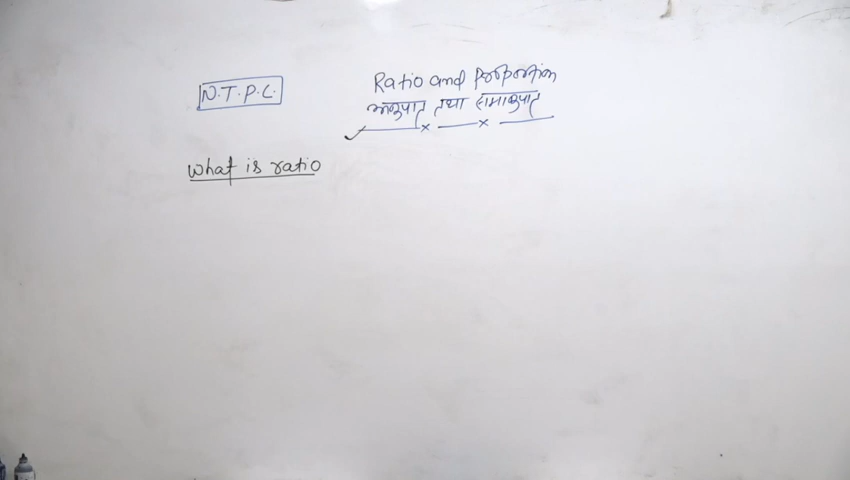 N.T.P.C.
Ratio and Proportion
अनुपात तथा समानुपात
What is ratio